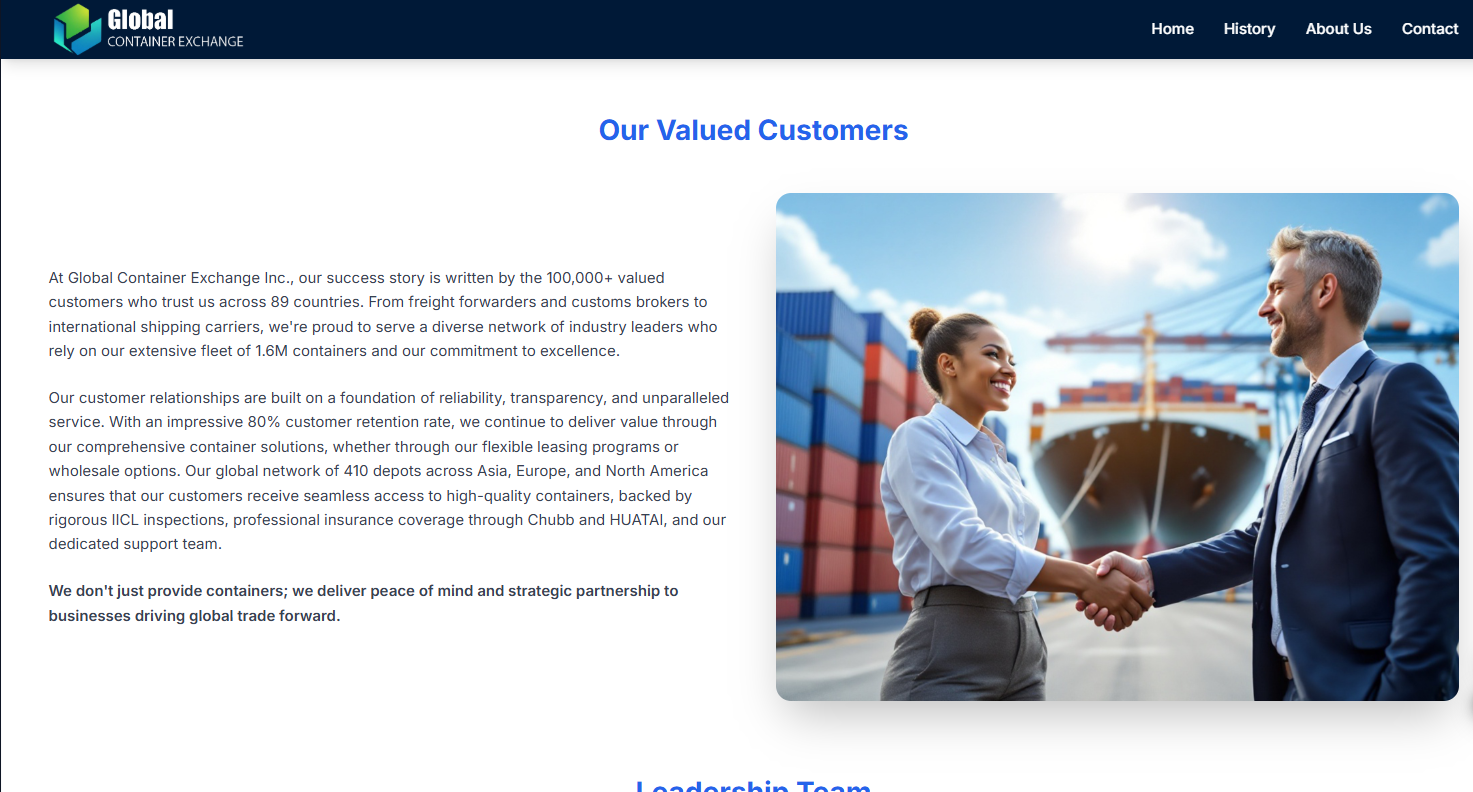 Global
CONTAINER EXCHANGE
Home
History
About Us
Contact
Our Valued Customers
At Global Container Exchange Inc., our success story is written by the 100,000+ valued
customers who trust us across 89 countries. From freight forwarders and customs brokers to
international shipping carriers, we're proud to serve a diverse network of industry leaders who
rely on our extensive fleet of 1.6M containers and our commitment to excellence.
Our customer relationships are built on a foundation of reliability, transparency, and unparalleled
service. With an impressive 80% customer retention rate, we continue to deliver value through
our comprehensive container solutions, whether through our flexible leasing programs or
wholesale options. Our global network of 410 depots across Asia, Europe, and North America
ensures that our customers receive seamless access to high-quality containers, backed by
rigorous IICL inspections, professional insurance coverage through Chubb and HUATAI, and our
dedicated support team.
We don't just provide containers; we deliver peace of mind and strategic partnership to
businesses driving global trade forward.
Leadership Team